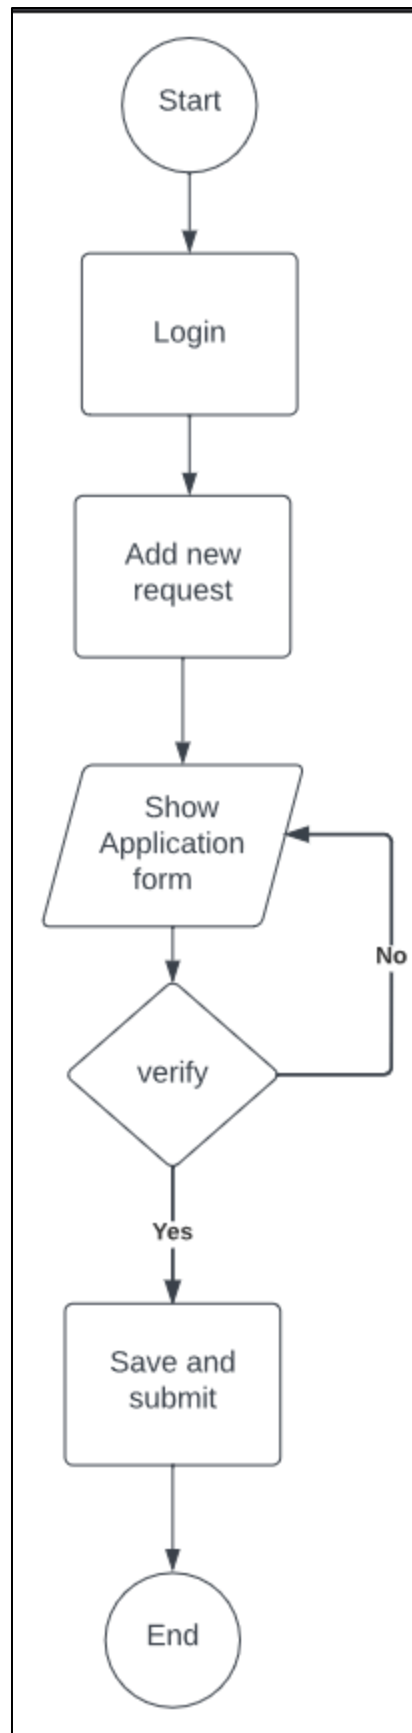 Start
Login
Add new
request
Show
Application
form
No
verify
Yes
Save and
submit
End